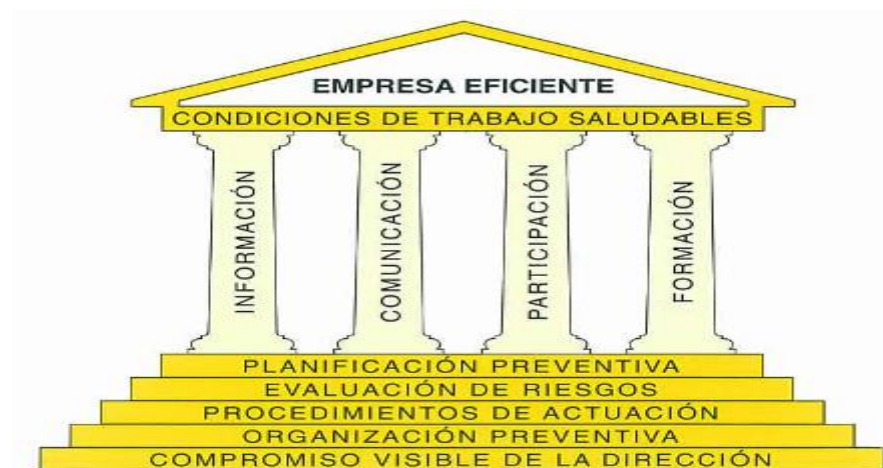 EMPRESA EFICIENTE
CONDICIONES DE TRABAJO SALUDABLES
INFORMACIÓN
COMUNICACIÓN
PARTICIPACIÓN
FORMACIÓN
PLANIFICACIÓN PREVENTIVA
EVALUACIÓN DE RIESGOS
PROCEDIMIENTOS DE ACTUACIÓN
ORGANIZACIÓN PREVENTIVA
COMPROMISO VISIBLE DE LA DIRECCIÓN